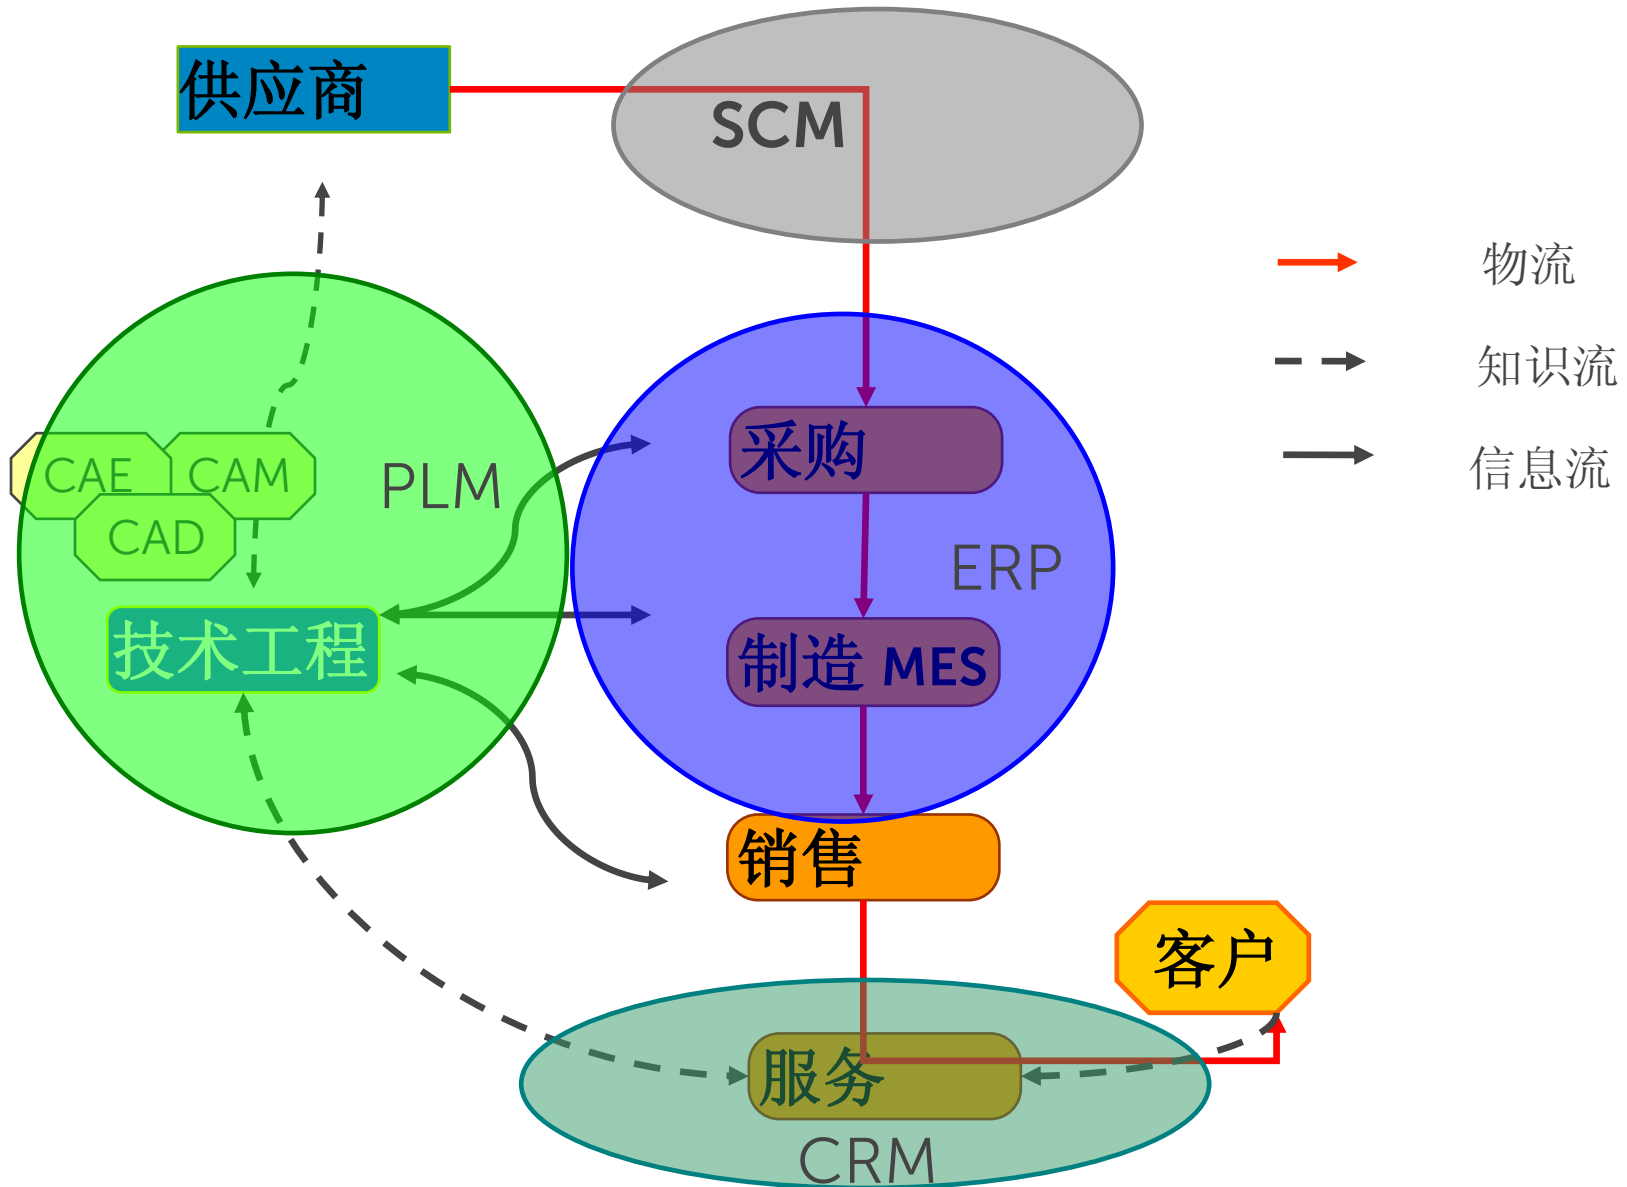 供应商
SCM
物流
知识流
信息流
采购
CAE
CAM
PLM
CAD
ERP
技术工程
制造 MES
销售
客户
服务
CRM